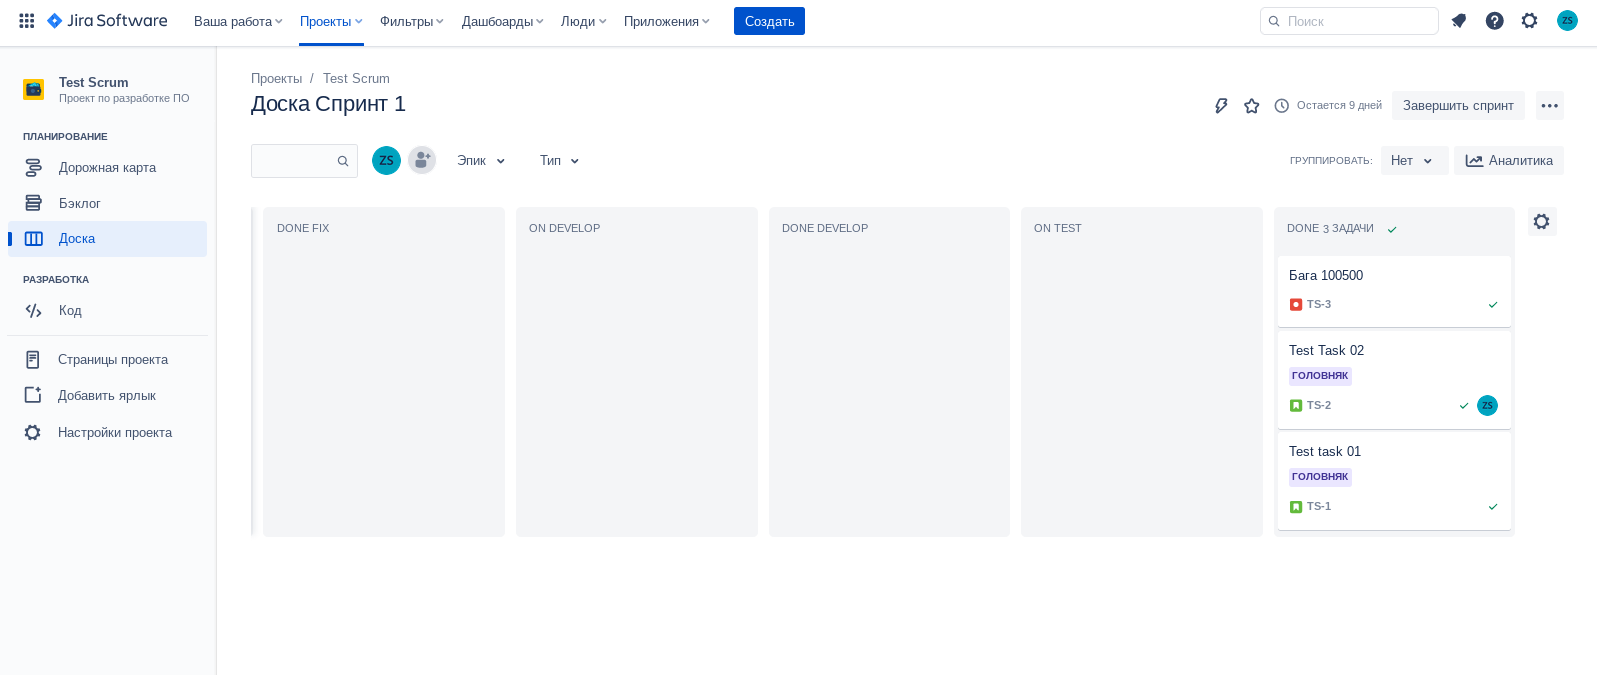 Jira Software Ваша работа Проекты Фильтры Дашборды Люди Приложения Создать Поиск ZS
Test Scrum
Проект по разработке ПО
ПЛАНИРОВАНИЕ
Дорожная карта
Бэклог
Доска
РАЗРАБОТКА
Код
Страницы проекта
Добавить ярлык
Настройки проекта
Проекты / Test Scrum
Доска Спринт 1
Остается 9 дней Завершить спринт
ZS Эпик Тип ГРУППИРОВАТЬ: Нет Аналитика
DONE FIX ON DEVELOP DONE DEVELOP ON TEST DONE 3 ЗАДАЧИ
Бага 100500
TS-3
Test Task 02
ГОЛОВНЯК
TS-2 ZS
Test task 01
ГОЛОВНЯК
TS-1